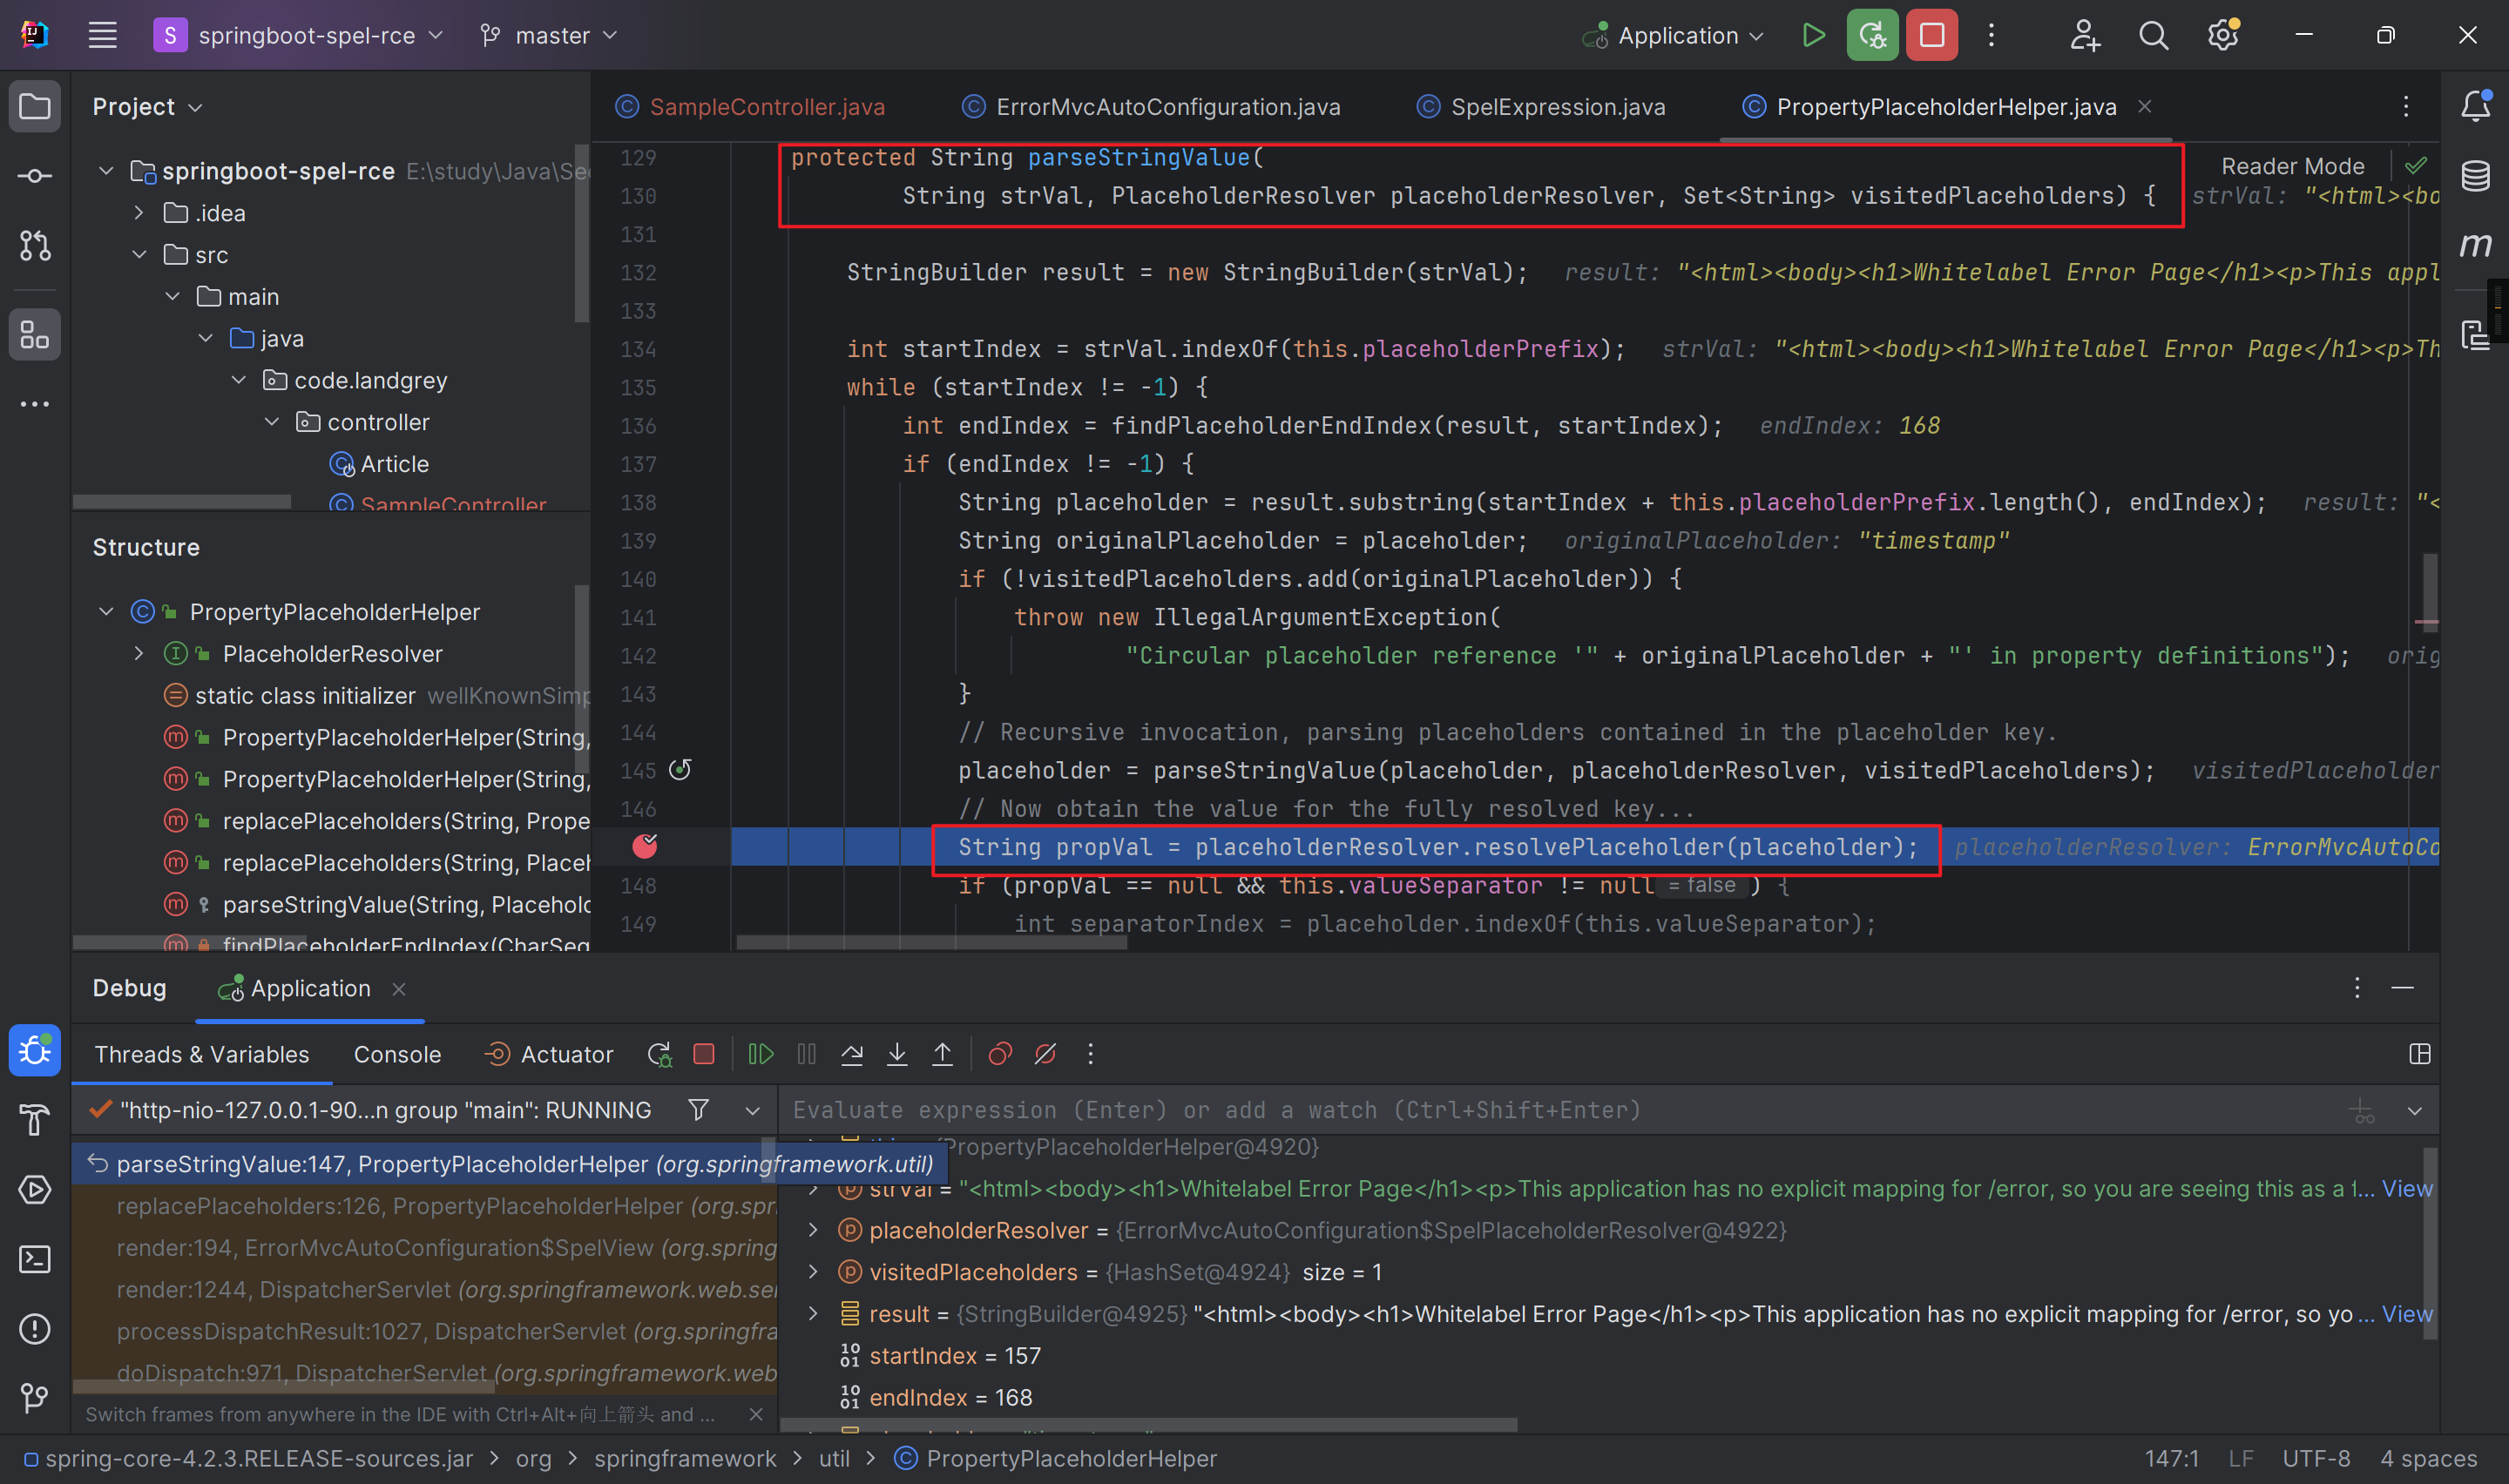 S springboot-spel-rce master Application
Project
springboot-spel-rce E:\study\Java\Sec
.idea
src
main
java
code.landgrey
controller
Article
SampleController
Structure
PropertyPlaceholderHelper
PlaceholderResolver
static class initializer wellKnownSimp
PropertyPlaceholderHelper(String,
PropertyPlaceholderHelper(String,
replacePlaceholders(String, Prope
replacePlaceholders(String, Placeh
parseStringValue(String, Placehold
findPlaceholderEndIndex(CharSeq
SampleController.java ErrorMvcAutoConfiguration.java SpelExpression.java PropertyPlaceholderHelper.java
Reader Mode
129 protected String parseStringValue(
130 String strVal, PlaceholderResolver placeholderResolver, Set<String> visitedPlaceholders) { strVal: "<html><bo
131
132 StringBuilder result = new StringBuilder(strVal); result: "<html><body><h1>Whitelabel Error Page</h1><p>This appl
133
134 int startIndex = strVal.indexOf(this.placeholderPrefix); strVal: "<html><body><h1>Whitelabel Error Page</h1><p>Th
135 while (startIndex != -1) {
136 int endIndex = findPlaceholderEndIndex(result, startIndex); endIndex: 168
137 if (endIndex != -1) {
138 String placeholder = result.substring(startIndex + this.placeholderPrefix.length(), endIndex); result: "<
139 String originalPlaceholder = placeholder; originalPlaceholder: "timestamp"
140 if (!visitedPlaceholders.add(originalPlaceholder)) {
141 throw new IllegalArgumentException(
142 "Circular placeholder reference '" + originalPlaceholder + "' in property definitions"); orig
143 }
144 // Recursive invocation, parsing placeholders contained in the placeholder key.
145 placeholder = parseStringValue(placeholder, placeholderResolver, visitedPlaceholders); visitedPlaceholder
146 // Now obtain the value for the fully resolved key...
String propVal = placeholderResolver.resolvePlaceholder(placeholder); placeholderResolver: ErrorMvcAutoCo
148 if (propVal == null && this.valueSeparator != null = false ) {
149 int separatorIndex = placeholder.indexOf(this.valueSeparator);
Debug Application
Threads & Variables Console Actuator
"http-nio-127.0.0.1-90...n group "main": RUNNING
parseStringValue:147, PropertyPlaceholderHelper (org.springframework.util)
replacePlaceholders:126, PropertyPlaceholderHelper (org.spri
render:194, ErrorMvcAutoConfiguration$SpelView (org.spring
render:1244, DispatcherServlet (org.springframework.web.ser
processDispatchResult:1027, DispatcherServlet (org.springfra
doDispatch:971, DispatcherServlet (org.springframework.web
Switch frames from anywhere in the IDE with Ctrl+Alt+向上箭头 and ...
Evaluate expression (Enter) or add a watch (Ctrl+Shift+Enter)
{PropertyPlaceholderHelper@4920}
strVal = "<html><body><h1>Whitelabel Error Page</h1><p>This application has no explicit mapping for /error, so you are seeing this as a f... View
placeholderResolver = {ErrorMvcAutoConfiguration$SpelPlaceholderResolver@4922}
visitedPlaceholders = {HashSet@4924} size = 1
result = {StringBuilder@4925} "<html><body><h1>Whitelabel Error Page</h1><p>This application has no explicit mapping for /error, so yo... View
startIndex = 157
endIndex = 168
spring-core-4.2.3.RELEASE-sources.jar > org > springframework > util > PropertyPlaceholderHelper
147:1 LF UTF-8 4 spaces